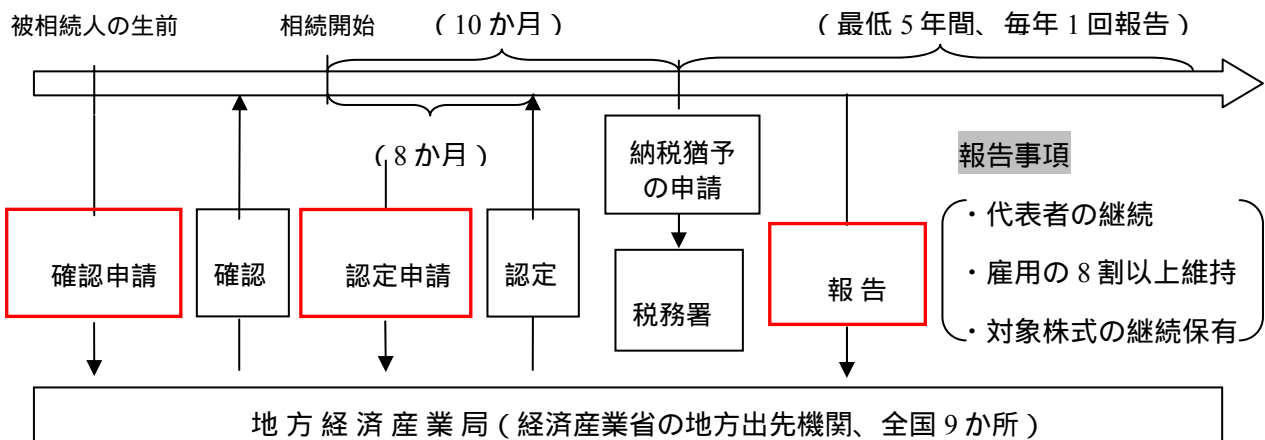 被相続人の生前 相続開始 (10か月) (最低5年間、毎年1回報告)
(8か月)
納税猶予
の申請
報告事項
・代表者の継続
・雇用の8割以上維持
・対象株式の継続保有
確認申請 確認 認定申請 認定 税務署 報告
地方経済産業局(経済産業省の地方出先機関、全国9か所)